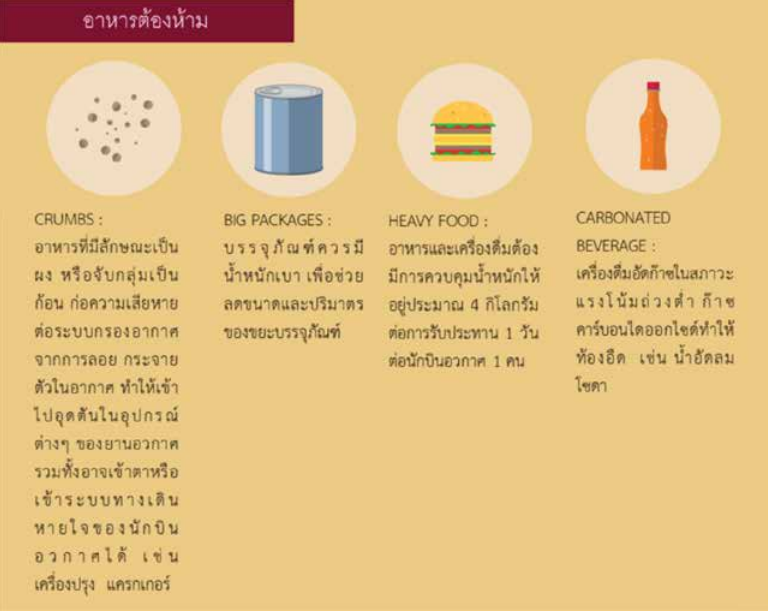 อาหารต้องห้าม
CRUMBS :
อาหารที่มีลักษณะเป็น
ผง หรือจับกลุ่มเป็น
ก้อน ก่อความเสียหาย
ต่อระบบกรองอากาศ
จากการลอย กระจาย
ตัวในอากาศ ทำให้เข้า
ไปอุดตันในอุปกรณ์
ต่างๆ ของยานอวกาศ
รวมทั้งอาจเข้าตาหรือ
เข้าระบบทางเดิน
หายใจของนักบิน
อวกาศได้ เช่น
เครื่องปรุง แครกเกอร์
BIG PACKAGES :
บรรจุภัณฑ์ควรมี
น้ำหนักเบา เพื่อช่วย
ลดขนาดและปริมาตร
ของขยะบรรจุภัณฑ์
HEAVY FOOD :
อาหารและเครื่องดื่มต้อง
มีการควบคุมน้ำหนักให้
อยู่ประมาณ 4 กิโลกรัม
ต่อการรับประทาน 1 วัน
ต่อนักบินอวกาศ 1 คน
CARBONATED
BEVERAGE :
เครื่องดื่มอัดก๊าซในสภาวะ
แรงโน้มถ่วงต่ำ ก๊าซ
คาร์บอนไดออกไซด์ทำให้
ท้องอืด เช่น น้ำอัดลม
โซดา